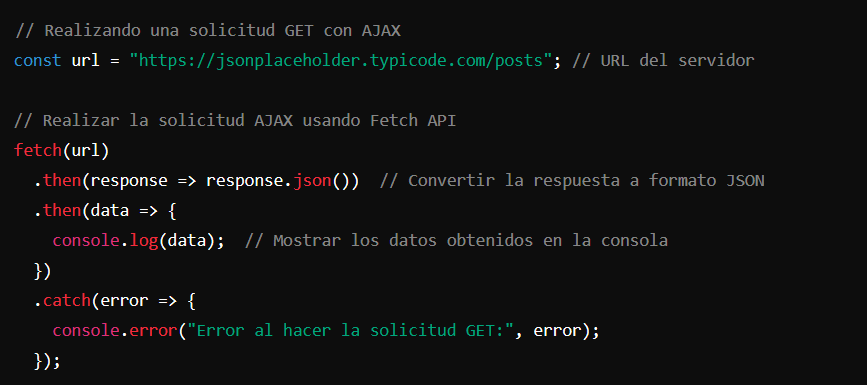 // Realizando una solicitud GET con AJAX
const url = "https://jsonplaceholder.typicode.com/posts"; // URL del servidor

// Realizar la solicitud AJAX usando Fetch API
fetch(url)
  .then(response => response.json())  // Convertir la respuesta a formato JSON
  .then(data => {
    console.log(data);  // Mostrar los datos obtenidos en la consola
  })
  .catch(error => {
    console.error("Error al hacer la solicitud GET:", error);
  });